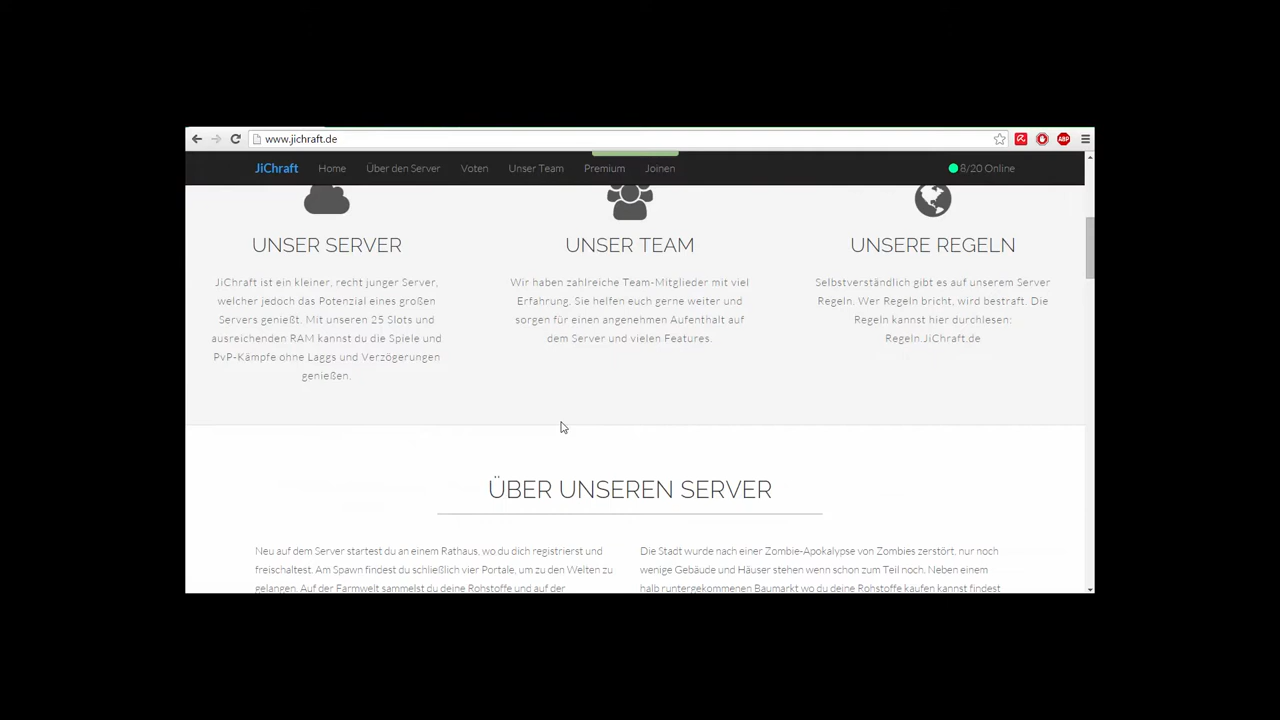 www.jichraft.de
ABP
JiChraft Home Über den Server Voten Unser Team Premium Joinen 8/20 Online
UNSER SERVER
JiChraft ist ein kleiner, recht junger Server,
welcher jedoch das Potenzial eines großen
Servers genießt. Mit unseren 25 Slots und
ausreichenden RAM kannst du die Spiele und
PvP-Kämpfe ohne Laggs und Verzögerungen
genießen.
UNSER TEAM
Wir haben zahlreiche Team-Mitglieder mit viel
Erfahrung. Sie helfen euch gerne weiter und
sorgen für einen angenehmen Aufenthalt auf
dem Server und vielen Features.
UNSERE REGELN
Selbstverständlich gibt es auf unserem Server
Regeln. Wer Regeln bricht, wird bestraft. Die
Regeln kannst hier durchlesen:
Regeln.JiChraft.de
ÜBER UNSEREN SERVER
Neu auf dem Server startest du an einem Rathaus, wo du dich registrierst und
freischaltest. Am Spawn findest du schließlich vier Portale, um zu den Welten zu
gelangen. Auf der Farmwelt sammelst du deine Rohstoffe und auf der
Die Stadt wurde nach einer Zombie-Apokalypse von Zombies zerstört, nur noch
wenige Gebäude und Häuser stehen wenn schon zum Teil noch. Neben einem
halb runtergekommenen Baumarkt wo du deine Rohstoffe kaufen kannst findest